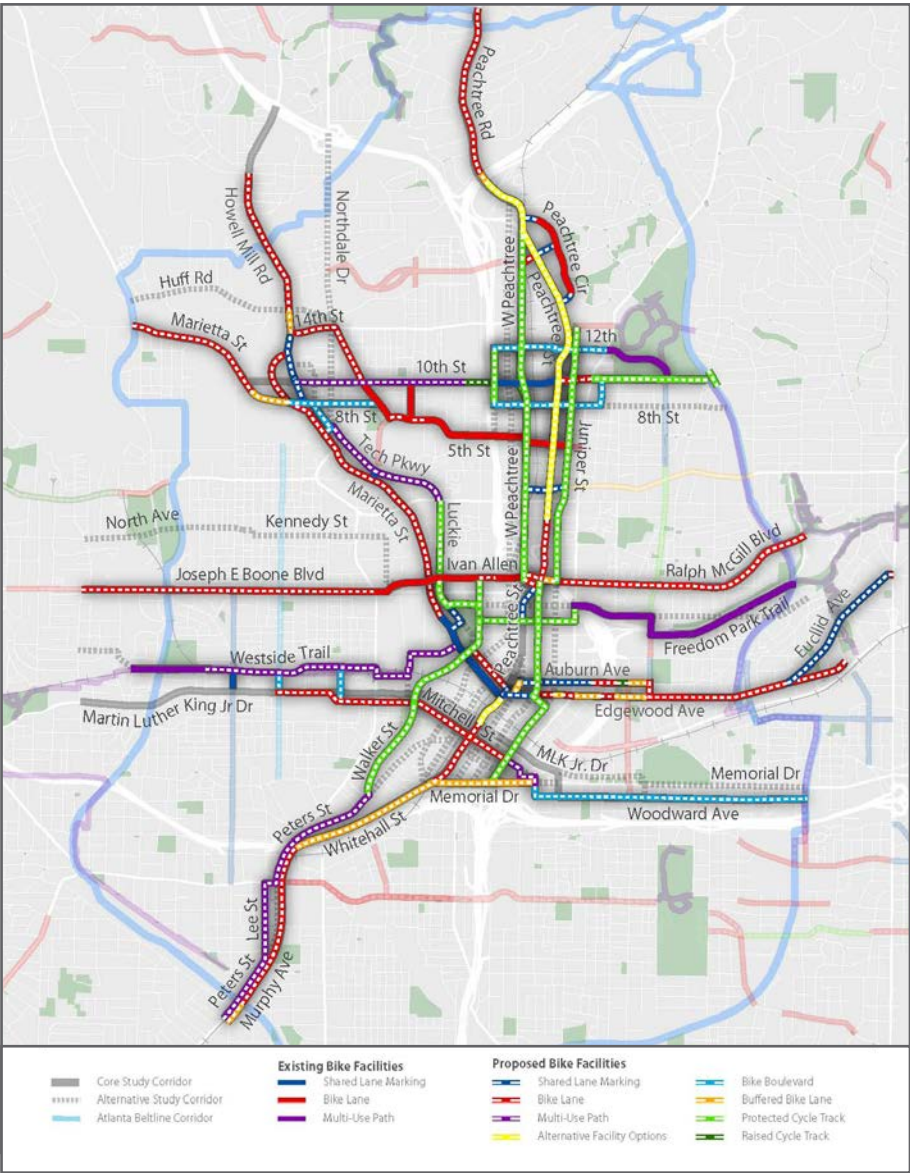 Peachtree Rd
Howell Mill Rd
Northdale Dr
Peachtree Cir
W Peachtree
Peachtree St
Huff Rd
Marietta St
14th St
12th
10th St
8th St
8th St
5th St
Juniper St
Tech Pkwy
Marietta St
W Peachtree
Luckie
North Ave
Kennedy St
Ivan Allen
Ralph McGill Blvd
Joseph E Boone Blvd
Peachtree St
Freedom Park Trail
Euclid Ave
Westside Trail
Auburn Ave
Martin Luther King Jr Dr
Mitchell St
Edgewood Ave
Walker St
MLK Jr. Dr
Memorial Dr
Memorial Dr
Peters St
Whitehall St
Woodward Ave
Lee St
Peters St
Murphy Ave
Core Study Corridor
Alternative Study Corridor
Atlanta Beltline Corridor
Existing Bike Facilities
Shared Lane Marking
Bike Lane
Multi-Use Path
Proposed Bike Facilities
Shared Lane Marking
Bike Lane
Multi-Use Path
Alternative Facility Options
Bike Boulevard
Buffered Bike Lane
Protected Cycle Track
Raised Cycle Track